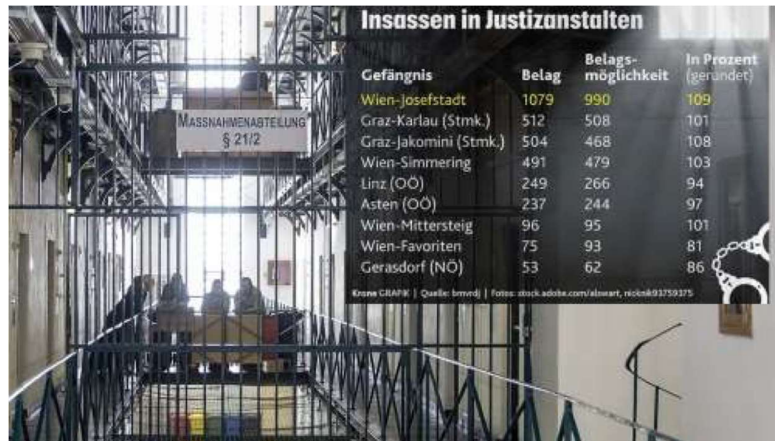 Insassen in Justizanstalten
Gefängnis Belag Belags-möglichkeit In Prozent (gerundet)
Wien-Josefstadt 1079 990 109
Graz-Karlau (Stmk.) 512 508 101
Graz-Jakomini (Stmk.) 504 468 108
Wien-Simmering 491 479 103
Linz (OÖ) 249 266 94
Asten (OÖ) 237 244 97
Wien-Mittersteig 96 95 101
Wien-Favoriten 75 93 81
Gerasdorf (NÖ) 53 62 86
Krone GRAFIK | Quelle: bmvrdj | Fotos: stock.adobe.com/alswart, nicknik93759375
MASSNAHMENABTEILUNG
§ 21/2